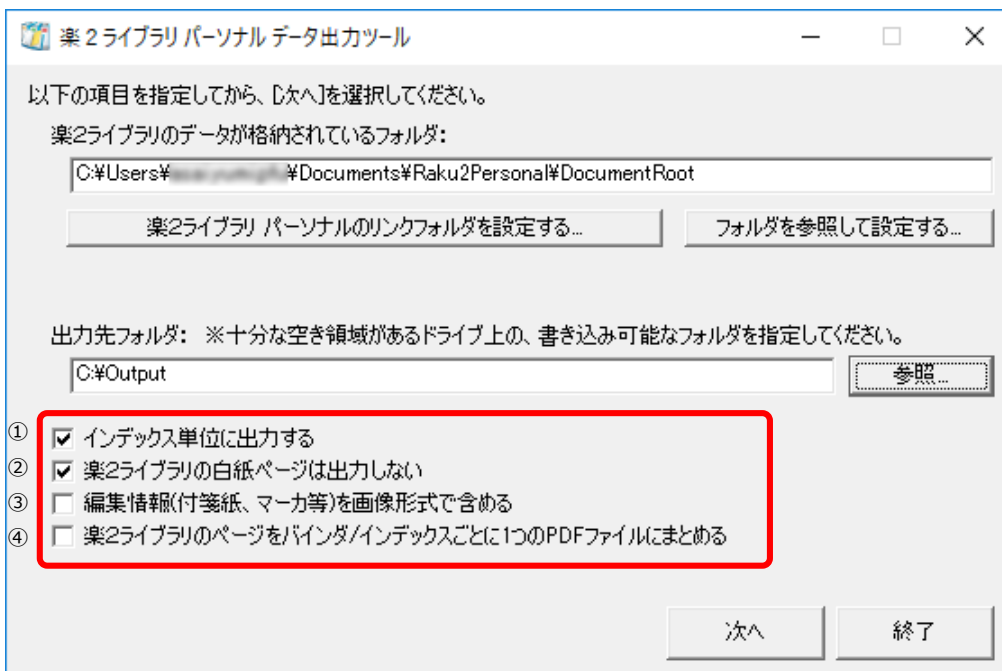 楽2ライブラリ パーソナル データ出力ツール
以下の項目を指定してから、[次へ]を選択してください。
楽2ライブラリのデータが格納されているフォルダ:
C:¥Users¥ ¥Documents¥Raku2Personal¥DocumentRoot
楽2ライブラリ パーソナルのリンクフォルダを設定する... フォルダを参照して設定する...
出力先フォルダ: ※十分な空き領域があるドライブ上の、書き込み可能なフォルダを指定してください。
C:¥Output 参照...
① インデックス単位に出力する
② 楽2ライブラリの白紙ページは出力しない
③ 編集情報(付箋紙、マーカ等)を画像形式で含める
④ 楽2ライブラリのページをバインダ/インデックスごとに1つのPDFファイルにまとめる
次へ 終了